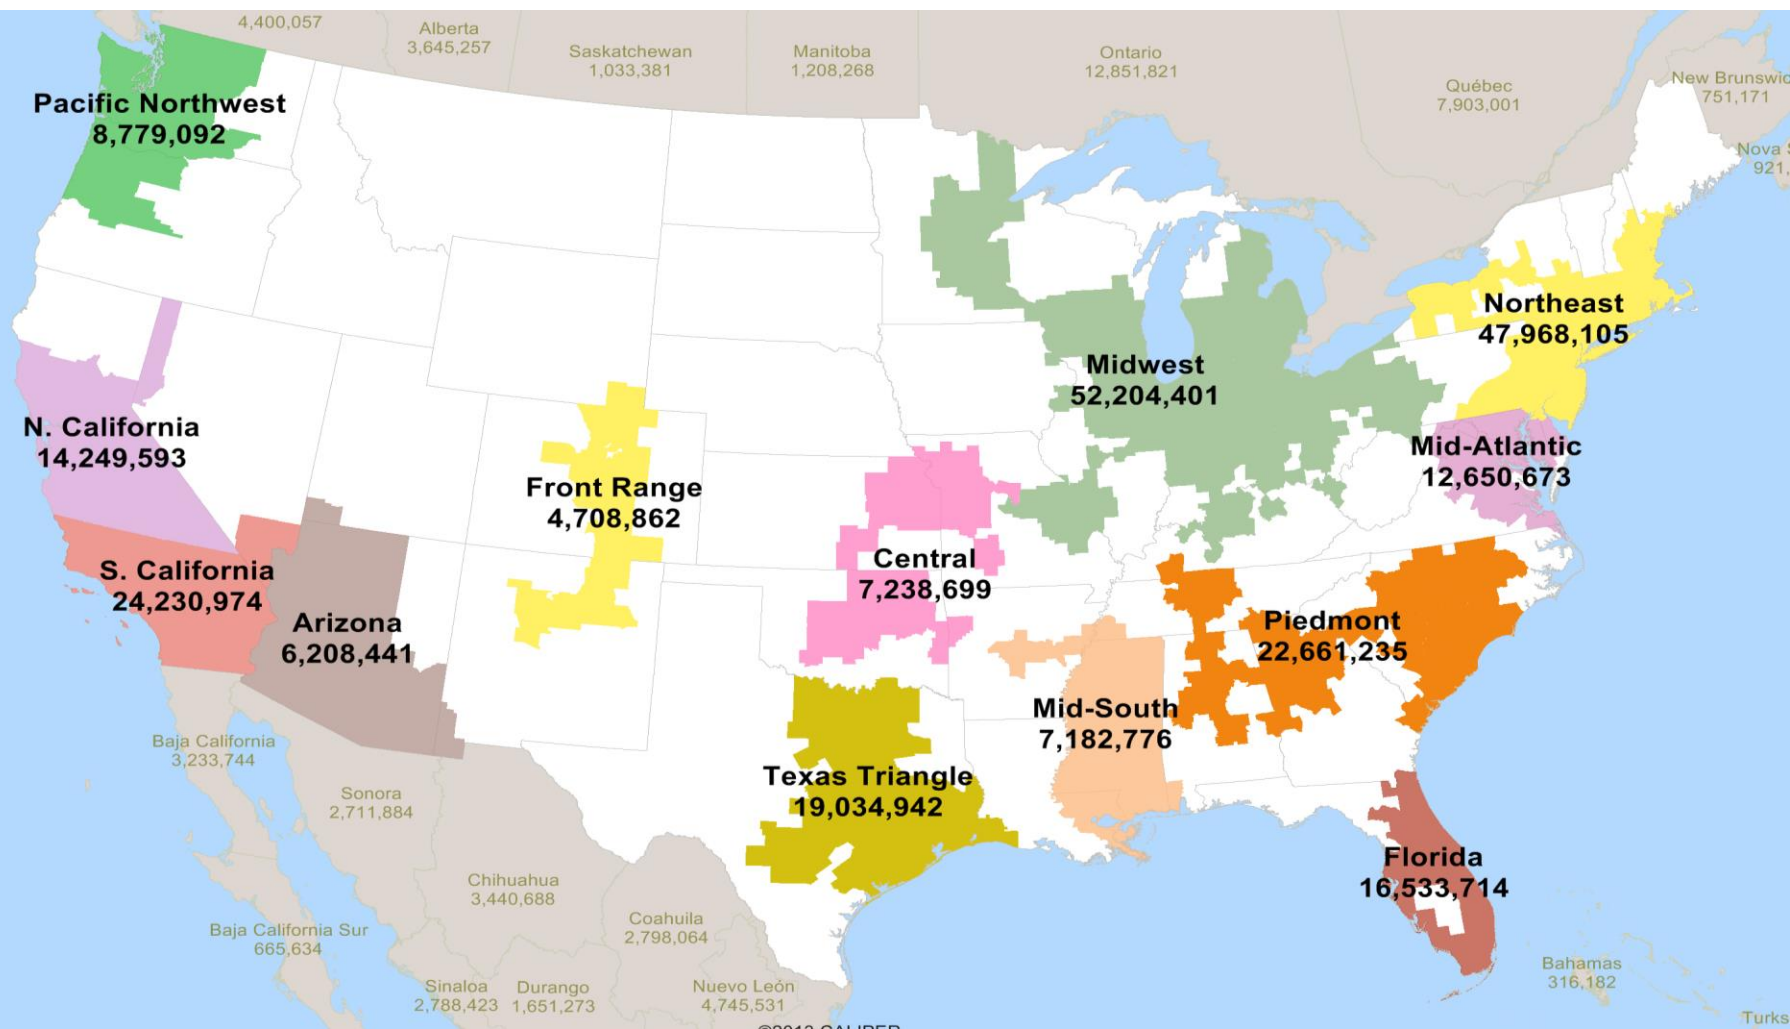 4,400,057
Alberta
3,645,257
Saskatchewan
1,033,381
Manitoba
1,208,268
Ontario
12,851,821
Québec
7,903,001
New Brunswic
751,171
Nova
921,
Pacific Northwest
8,779,092
Northeast
47,968,105
Midwest
52,204,401
N. California
14,249,593
Mid-Atlantic
12,650,673
Front Range
4,708,862
Central
7,238,699
S. California
24,230,974
Arizona
6,208,441
Piedmont
22,661,235
Mid-South
7,182,776
Texas Triangle
19,034,942
Florida
16,533,714
Baja California
3,233,744
Sonora
2,711,884
Chihuahua
3,440,688
Coahuila
2,798,064
Baja California Sur
665,634
Sinaloa
2,788,423
Durango
1,651,273
Nuevo León
4,745,531
Bahamas
316,182
Turks
©2013 CALIPER